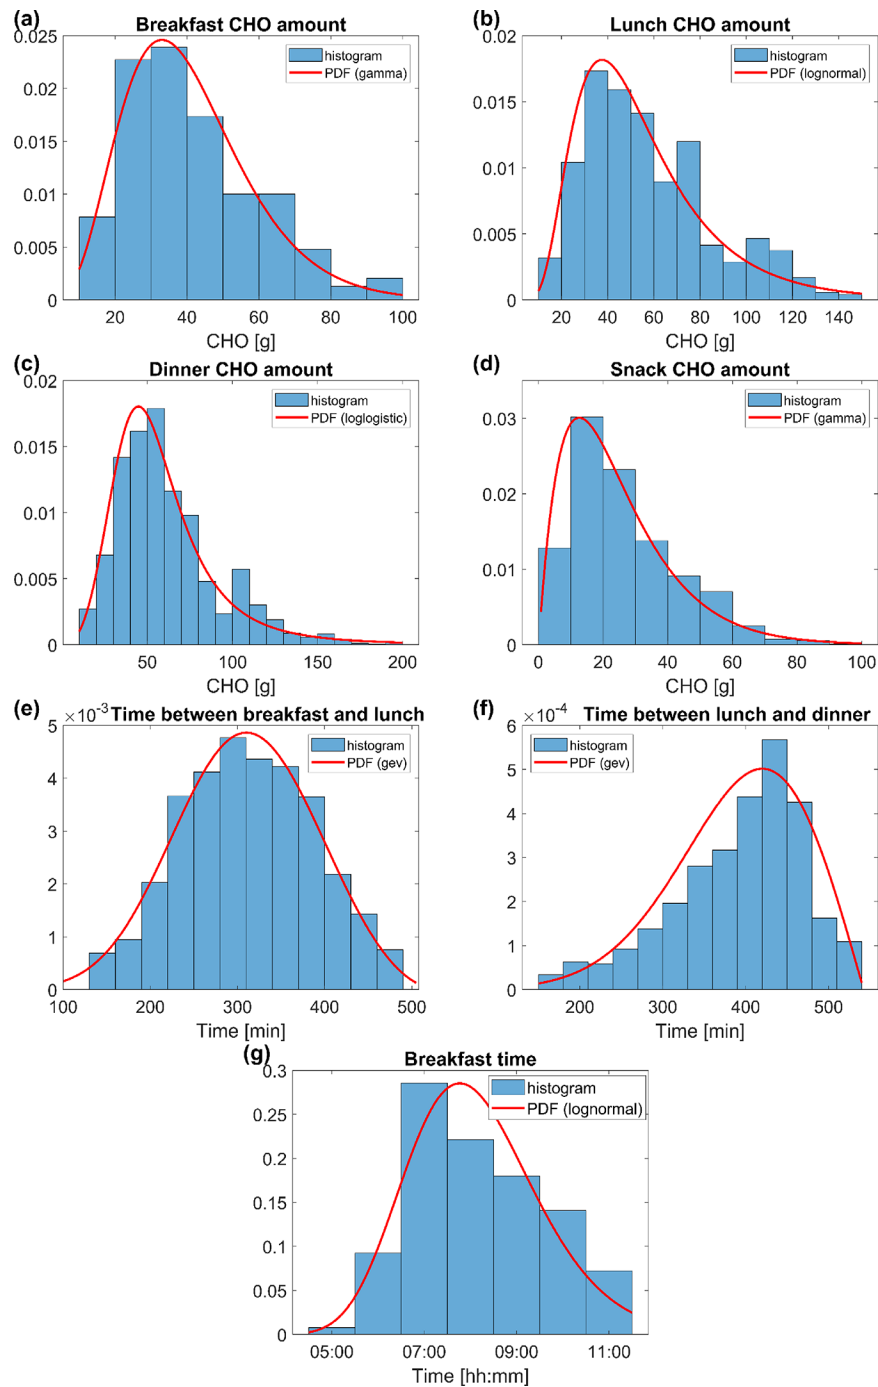 (a)
Breakfast CHO amount
0.025
0.02
0.015
0.01
0.005
0
histogram
PDF (gamma)
20 40 60 80 100
CHO [g]
(b)
Lunch CHO amount
0.02
0.015
0.01
0.005
0
histogram
PDF (lognormal)
20 40 60 80 100 120 140
CHO [g]
(c)
Dinner CHO amount
0.02
0.015
0.01
0.005
0
histogram
PDF (loglogistic)
50 100 150 200
CHO [g]
(d)
Snack CHO amount
0.03
0.02
0.01
0
histogram
PDF (gamma)
0 20 40 60 80 100
CHO [g]
(e)
×10⁻³ Time between breakfast and lunch
5
4
3
2
1
0
histogram
PDF (gev)
100 200 300 400 500
Time [min]
(f)
×10⁻⁴ Time between lunch and dinner
6
5
4
3
2
1
0
histogram
PDF (gev)
200 300 400 500
Time [min]
(g)
Breakfast time
0.3
0.25
0.2
0.15
0.1
0.05
0
histogram
PDF (lognormal)
05:00 07:00 09:00 11:00
Time [hh:mm]